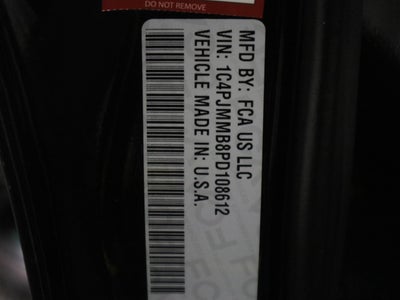 DO NOT REMOVE
MFD BY: FCA US LLC
VIN: 1C4PJMMB8PD108612
VEHICLE MADE IN: U.S.A.